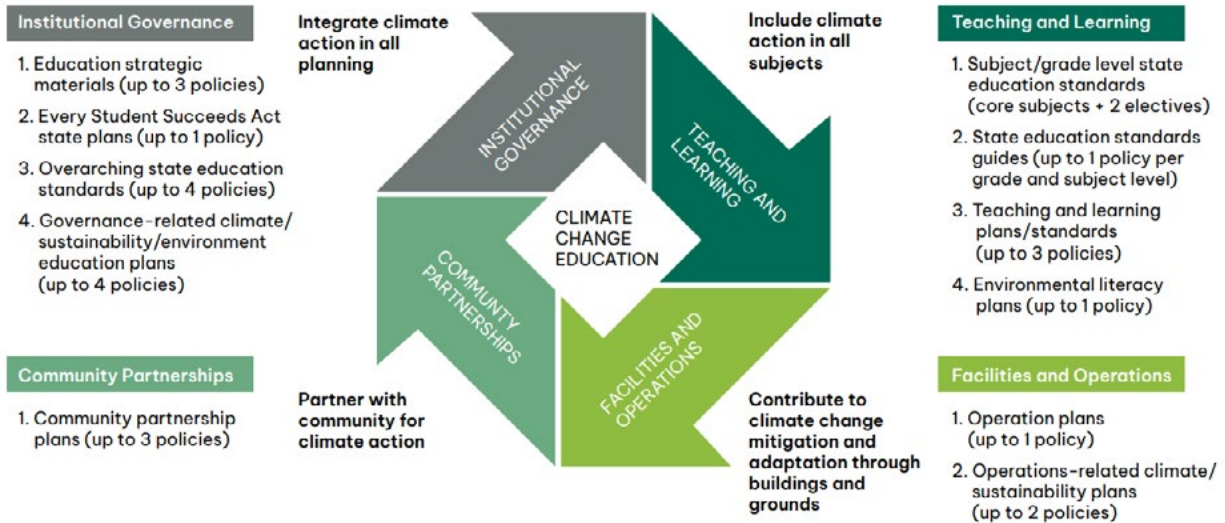 Institutional Governance
1. Education strategic
materials (up to 3 policies)
2. Every Student Succeeds Act
state plans (up to 1 policy)
3. Overarching state education
standards (up to 4 policies)
4. Governance-related climate/
sustainability/environment
education plans
(up to 4 policies)
Community Partnerships
1. Community partnership
plans (up to 3 policies)
Integrate climate
action in all
planning
Include climate
action in all
subjects
INSTITUTIONAL
GOVERNANCE
TEACHING AND
LEARNING
CLIMATE
CHANGE
EDUCATION
COMMUNITY
PARTNERSHIPS
FACILITIES AND
OPERATIONS
Partner with
community for
climate action
Contribute to
climate change
mitigation and
adaptation through
buildings and
grounds
Teaching and Learning
1. Subject/grade level state
education standards
(core subjects + 2 electives)
2. State education standards
guides (up to 1 policy per
grade and subject level)
3. Teaching and learning
plans/standards
(up to 3 policies)
4. Environmental literacy
plans (up to 1 policy)
Facilities and Operations
1. Operation plans
(up to 1 policy)
2. Operations-related climate/
sustainability plans
(up to 2 policies)